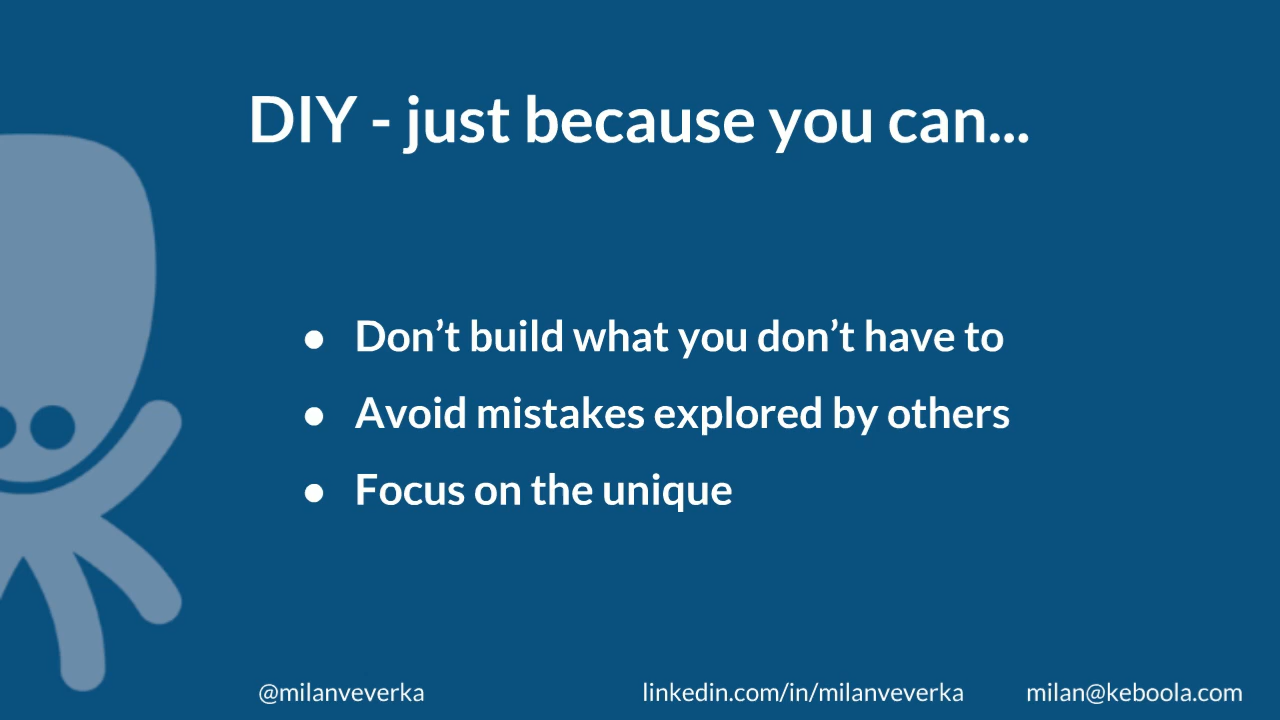 DIY - just because you can...
● Don’t build what you don’t have to
● Avoid mistakes explored by others
● Focus on the unique
@milanveverka linkedin.com/in/milanveverka milan@keboola.com